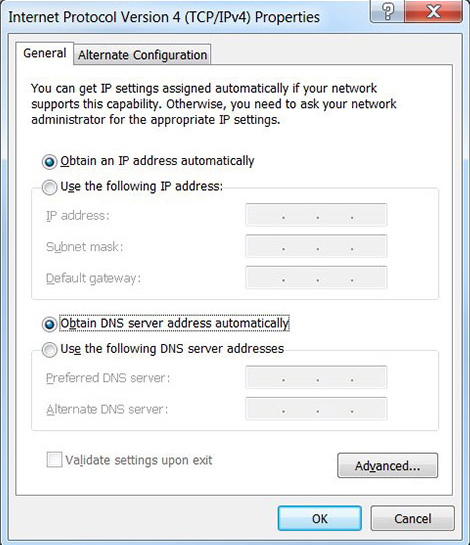 Internet Protocol Version 4 (TCP/IPv4) Properties
General
Alternate Configuration
You can get IP settings assigned automatically if your network
supports this capability. Otherwise, you need to ask your network
administrator for the appropriate IP settings.
Obtain an IP address automatically
Use the following IP address:
IP address:
Subnet mask:
Default gateway:
Obtain DNS server address automatically
Use the following DNS server addresses
Preferred DNS server:
Alternate DNS server:
Validate settings upon exit
Advanced...
OK
Cancel